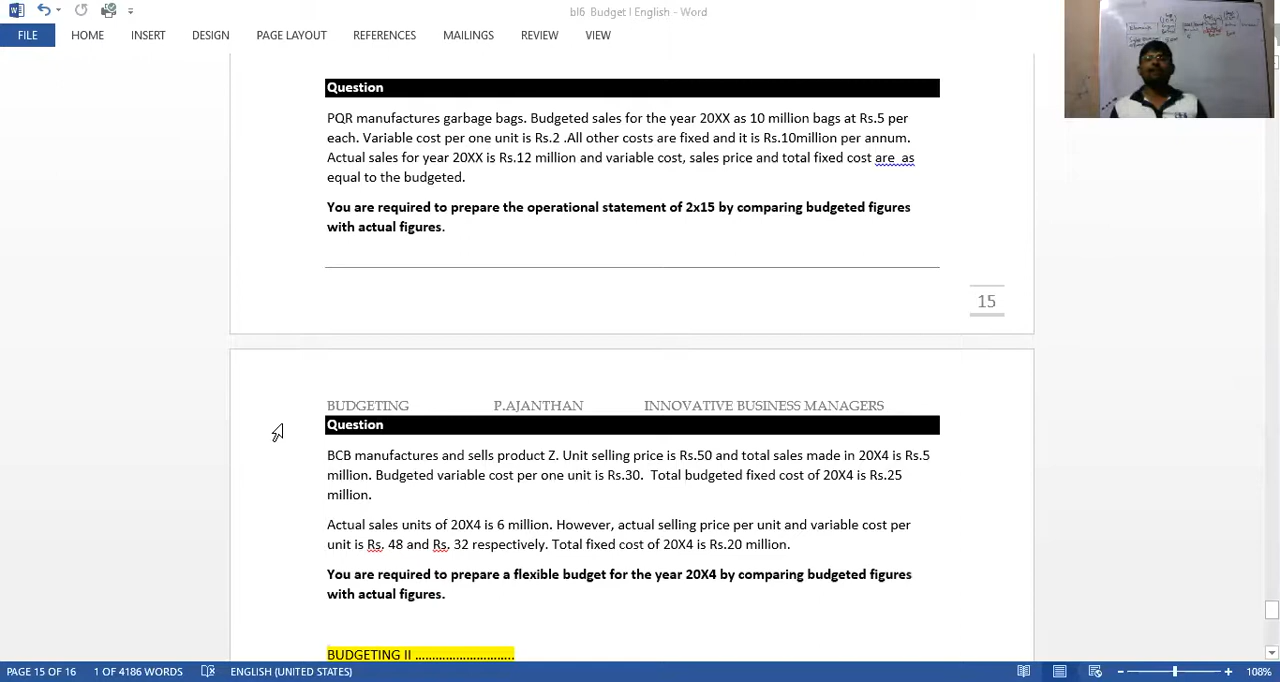 bl6 Budget I English - Word
FILE HOME INSERT DESIGN PAGE LAYOUT REFERENCES MAILINGS REVIEW VIEW
Question
PQR manufactures garbage bags. Budgeted sales for the year 20XX as 10 million bags at Rs.5 per
each. Variable cost per one unit is Rs.2 .All other costs are fixed and it is Rs.10million per annum.
Actual sales for year 20XX is Rs.12 million and variable cost, sales price and total fixed cost are as
equal to the budgeted.
You are required to prepare the operational statement of 2x15 by comparing budgeted figures
with actual figures.
15
BUDGETING P.AJANTHAN INNOVATIVE BUSINESS MANAGERS
Question
BCB manufactures and sells product Z. Unit selling price is Rs.50 and total sales made in 20X4 is Rs.5
million. Budgeted variable cost per one unit is Rs.30. Total budgeted fixed cost of 20X4 is Rs.25
million.
Actual sales units of 20X4 is 6 million. However, actual selling price per unit and variable cost per
unit is Rs. 48 and Rs. 32 respectively. Total fixed cost of 20X4 is Rs.20 million.
You are required to prepare a flexible budget for the year 20X4 by comparing budgeted figures
with actual figures.
BUDGETING II ...........................
PAGE 15 OF 16 1 OF 4186 WORDS ENGLISH (UNITED STATES) 108%